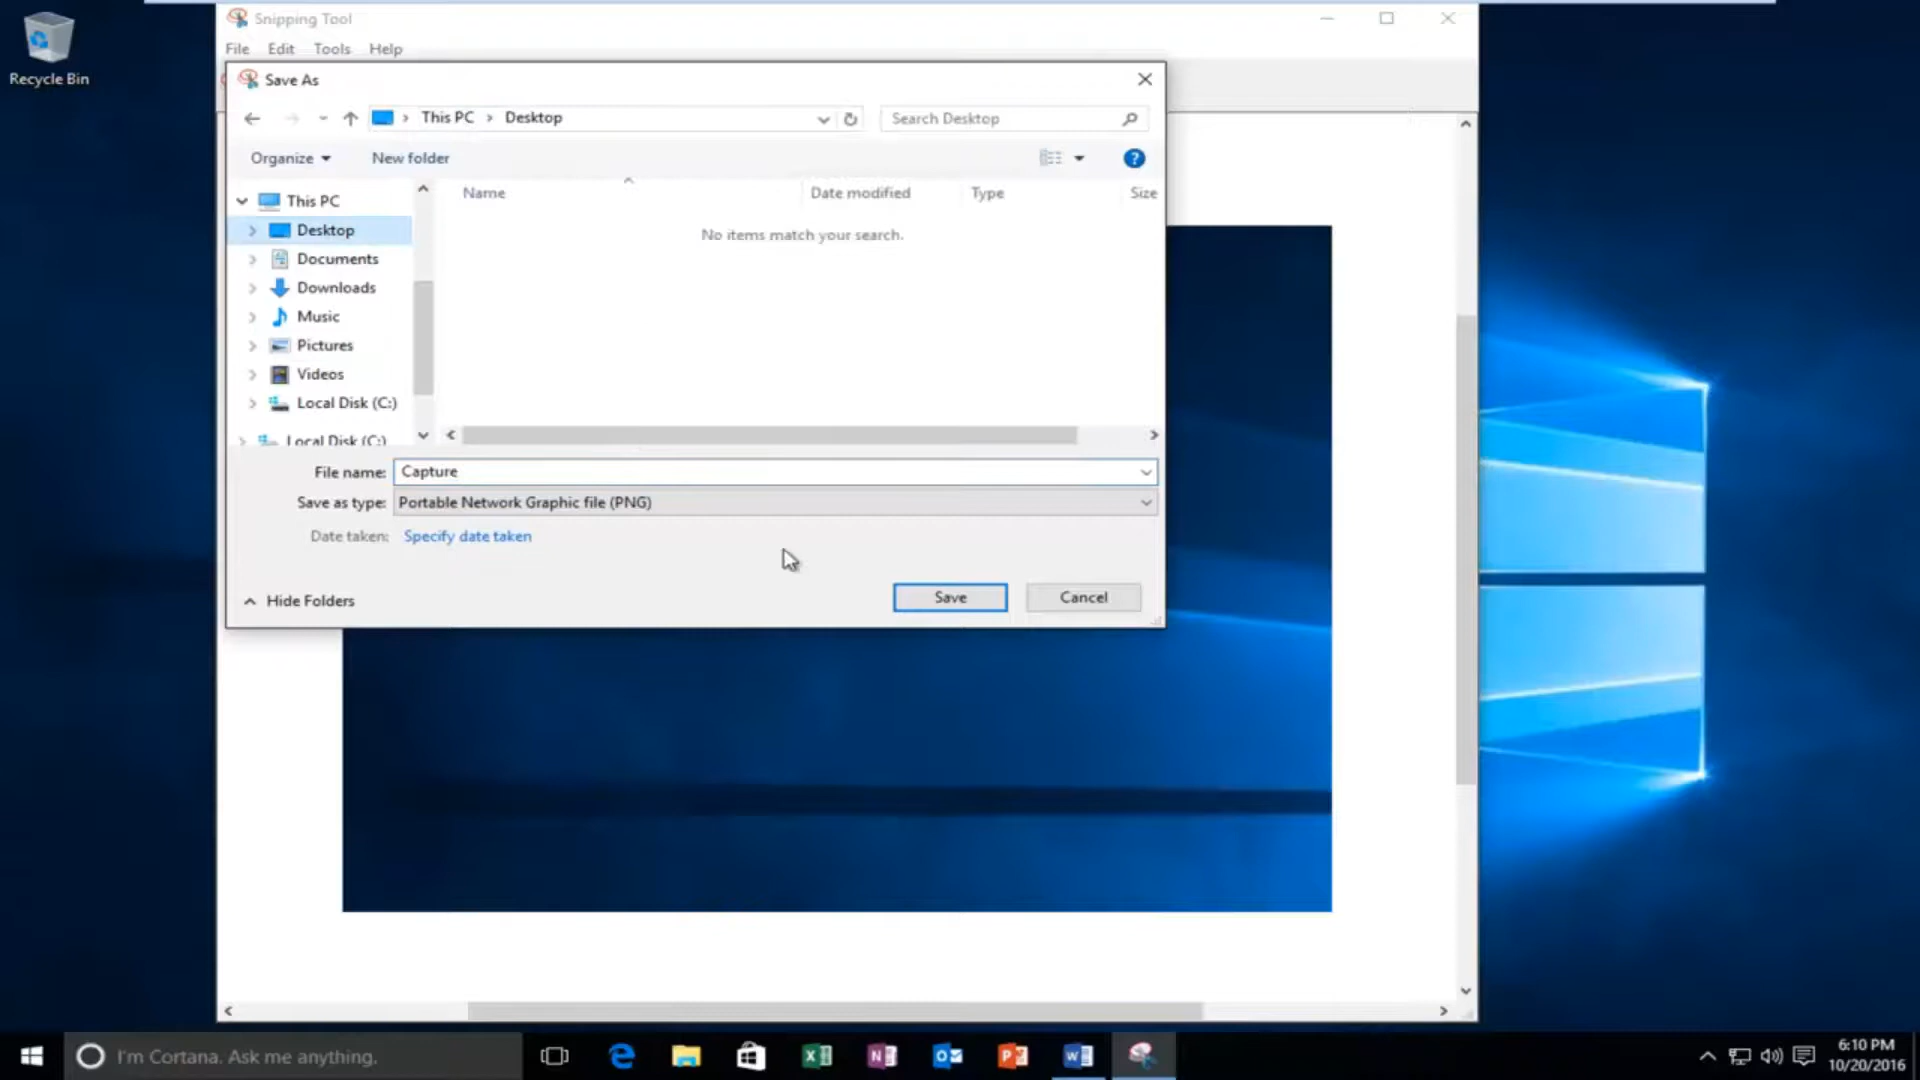 Recycle Bin
Snipping Tool
File Edit Tools Help
Save As
This PC Desktop
Search Desktop
Organize New folder
Name Date modified Type Size
No items match your search.
This PC
Desktop
Documents
Downloads
Music
Pictures
Videos
Local Disk (C:)
Local Disk (C:)
File name: Capture
Save as type: Portable Network Graphic file (PNG)
Date taken: Specify date taken
Hide Folders
Save Cancel
I'm Cortana. Ask me anything.
6:10 PM
10/20/2016